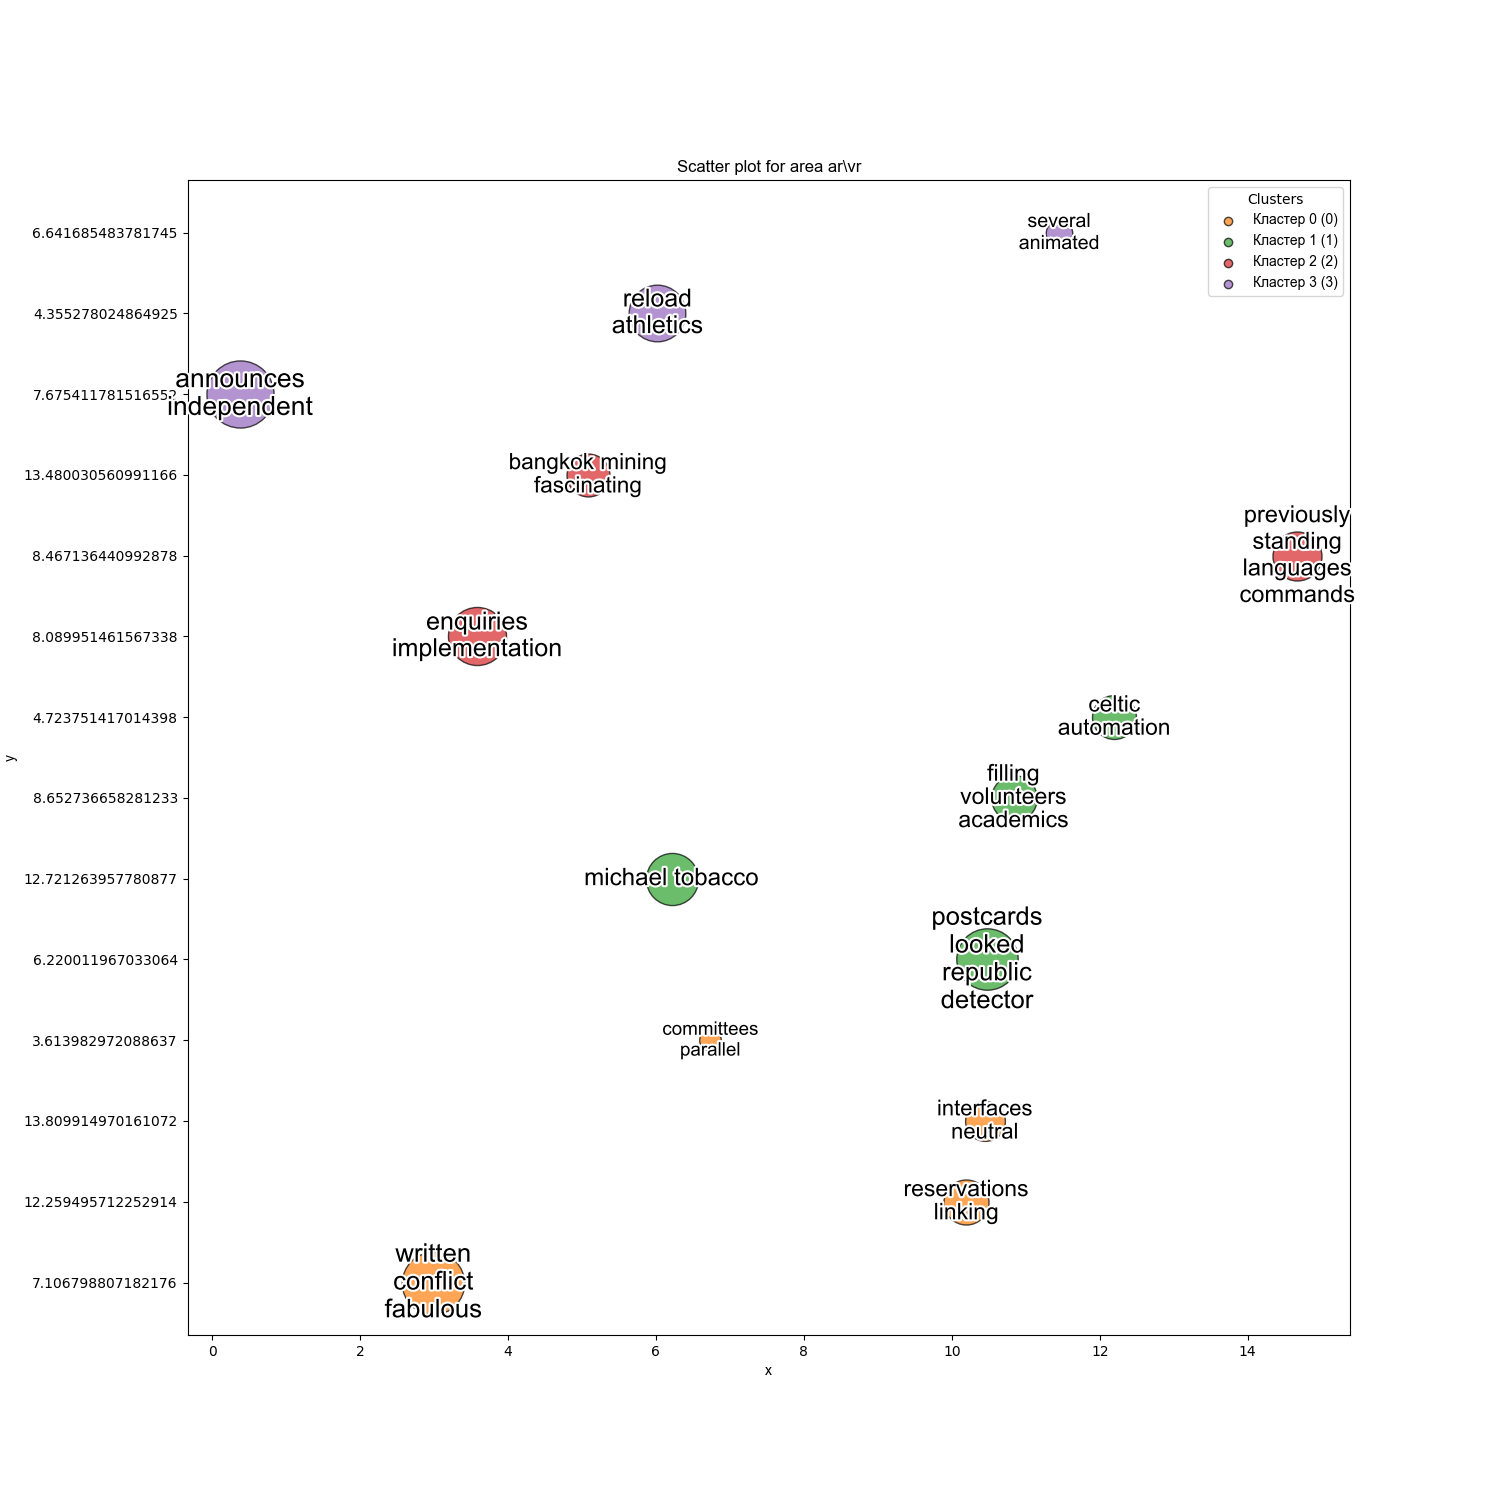 Scatter plot for area ar\vr
Clusters
Кластер 0 (0)
Кластер 1 (1)
Кластер 2 (2)
Кластер 3 (3)
6.641685483781745
4.355278024864925
7.675411781516552
13.480030560991166
8.467136440992878
8.089951461567338
4.723751417014398
8.652736658281233
12.721263957780877
6.220011967033064
3.613982972088637
13.809914970161072
12.259495712252914
7.106798807182176
y
several
animated
reload
athletics
announces
independent
bangkok mining
fascinating
previously
standing
languages
commands
enquiries
implementation
celtic
automation
filling
volunteers
academics
michael tobacco
postcards
looked
republic
detector
committees
parallel
interfaces
neutral
reservations
linking
written
conflict
fabulous
0 2 4 6 8 10 12 14
x